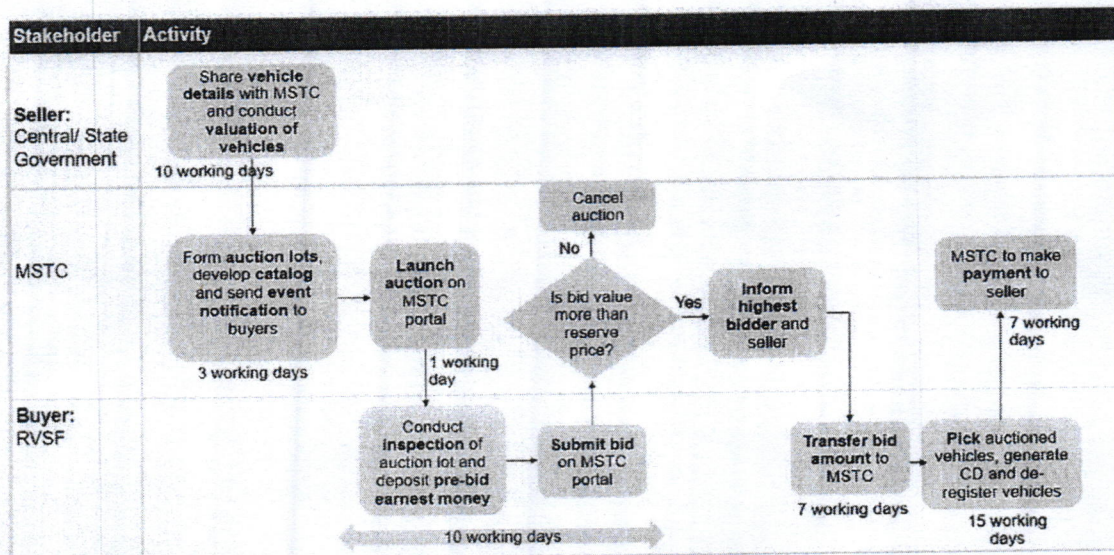 Stakeholder Activity
Seller:
Central/ State
Government
Share vehicle
details with MSTC
and conduct
valuation of
vehicles
10 working days
MSTC
Form auction lots,
develop catalog
and send event
notification to
buyers
3 working days
Launch
auction on
MSTC
portal
1 working
day
Cancel
auction
No
Is bid value
more than
reserve
price?
Yes
Inform
highest
bidder and
seller
MSTC to make
payment to
seller
7 working
days
Buyer:
RVSF
Conduct
inspection of
auction lot and
deposit pre-bid
earnest money
Submit bid
on MSTC
portal
10 working days
Transfer bid
amount to
MSTC
7 working days
Pick auctioned
vehicles, generate
CD and de-
register vehicles
15 working
days